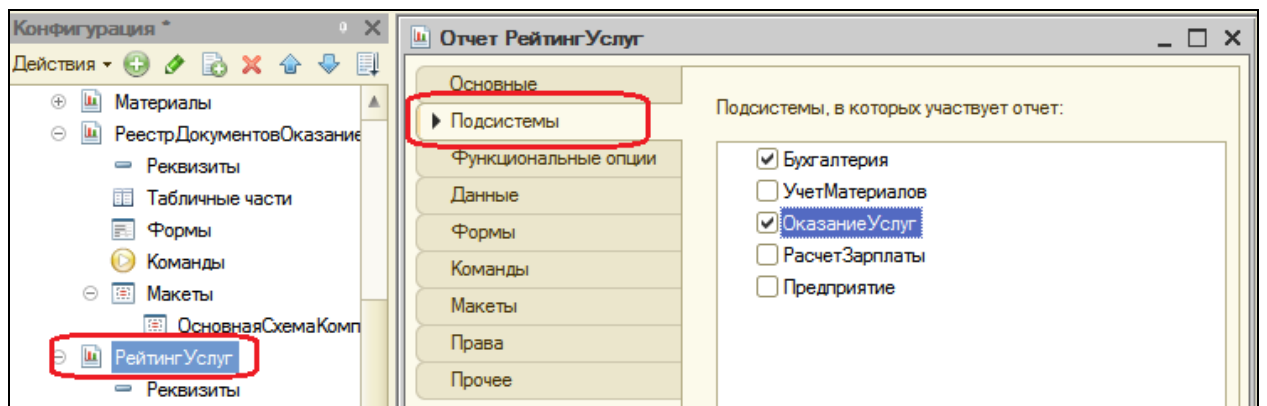 Конфигурация *
Действия
Материалы
РеестрДокументовОказание
Реквизиты
Табличные части
Формы
Команды
Макеты
ОсновнаяСхемаКомп
РейтингУслуг
Реквизиты
Отчет РейтингУслуг
Основные
Подсистемы
Функциональные опции
Данные
Формы
Команды
Макеты
Права
Прочее
Подсистемы, в которых участвует отчет:
Бухгалтерия
УчетМатериалов
ОказаниеУслуг
РасчетЗарплаты
Предприятие